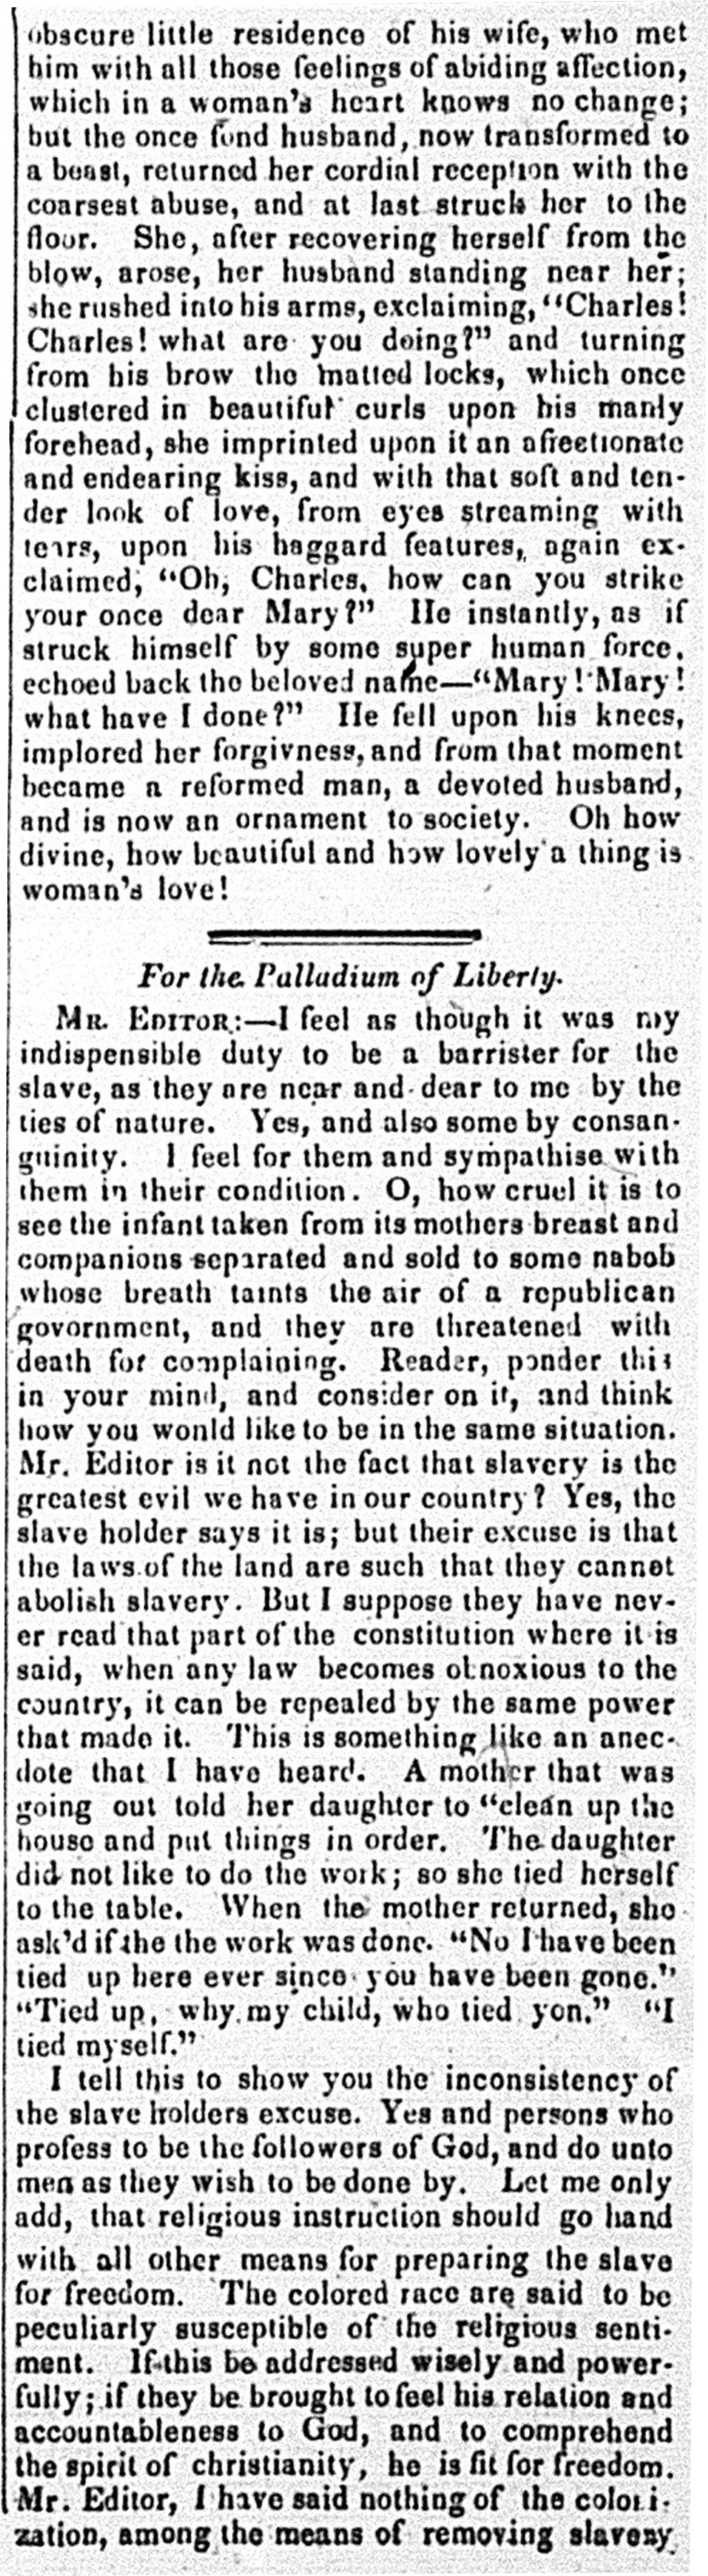 obscure little residence of his wife, who met
him with all those feelings of abiding affection,
which in a woman's heart knows no change;
but the once fond husband, now transformed to
a beast, returned her cordial reception with the
coarsest abuse, and at last struck her to the
floor. She, after recovering herself from the
blow, arose, her husband standing near her;
she rushed into his arms, exclaiming, "Charles!
Charles! what are you doing?" and turning
from his brow the matted locks, which once
clustered in beautiful curls upon his manly
forehead, she imprinted upon it an afreetionate
and endearing kiss, and with that soft and ten-
der look of love, from eyes streaming with
tears, upon his haggard features, again ex-
claimed, "Oh, Charles, how can you strike
your once dear Mary?" He instantly, as if
struck himself by some super human force,
echoed back the beloved name—"Mary! Mary!
what have I done?" He fell upon his knees,
implored her forgivness, and from that moment
became a reformed man, a devoted husband,
and is now an ornament to society. Oh how
divine, how beautiful and how lovely a thing is
woman's love!
For the Palladium of Liberty.
MR. EDITOR:—I feel as though it was my
indispensible duty to be a barrister for the
slave, as they are near and dear to me by the
ties of nature. Yes, and also some by consan-
guinity. I feel for them and sympathise with
them in their condition. O, how cruel it is to
see the infant taken from its mothers breast and
companions separated and sold to some nabob
whose breath taints the air of a republican
govornment, and they are threatened with
death for complaining. Reader, ponder this
in your mind, and consider on it, and think
how you wonld like to be in the same situation.
Mr. Editor is it not the fact that slavery is the
greatest evil we have in our country? Yes, the
slave holder says it is; but their excuse is that
the laws of the land are such that they cannot
abolish slavery. But I suppose they have nev-
er read that part of the constitution where it is
said, when any law becomes obnoxious to the
country, it can be repealed by the same power
that made it. This is something like an anec-
dote that I have heard. A mother that was
going out told her daughter to "clean up the
house and put things in order. The daughter
did not like to do the work; so she tied herself
to the table. When the mother returned, she
ask'd if the the work was done. "No I have been
tied up here ever since you have been gone."
"Tied up, why my child, who tied yon." "I
tied myself."
I tell this to show you the inconsistency of
the slave holders excuse. Yes and persons who
profess to be the followers of God, and do unto
men as they wish to be done by. Let me only
add, that religious instruction should go hand
with all other means for preparing the slave
for freedom. The colored race are said to be
peculiarly susceptible of the religious senti-
ment. If this be addressed wisely and power-
fully; if they be brought to feel his relation and
accountableness to God, and to comprehend
the spirit of christianity, he is fit for freedom.
Mr. Editor, I have said nothing of the coloni-
zation, among the means of removing slavery